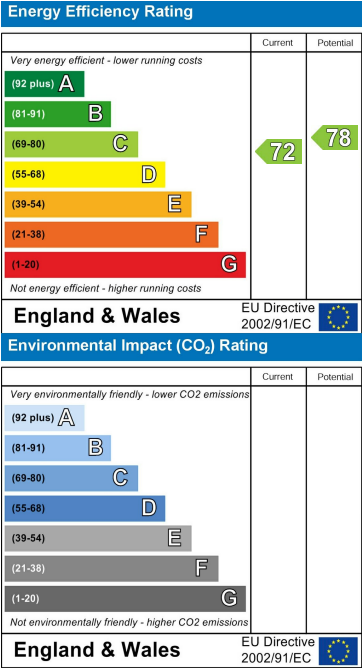 Energy Efficiency Rating
Current Potential
Very energy efficient - lower running costs
(92 plus) A
(81-91) B
(69-80) C
(55-68) D
(39-54) E
(21-38) F
(1-20) G
72
78
Not energy efficient - higher running costs
England & Wales
EU Directive
2002/91/EC
Environmental Impact (CO₂) Rating
Current Potential
Very environmentally friendly - lower CO2 emissions
(92 plus) A
(81-91) B
(69-80) C
(55-68) D
(39-54) E
(21-38) F
(1-20) G
Not environmentally friendly - higher CO2 emissions
England & Wales
EU Directive
2002/91/EC